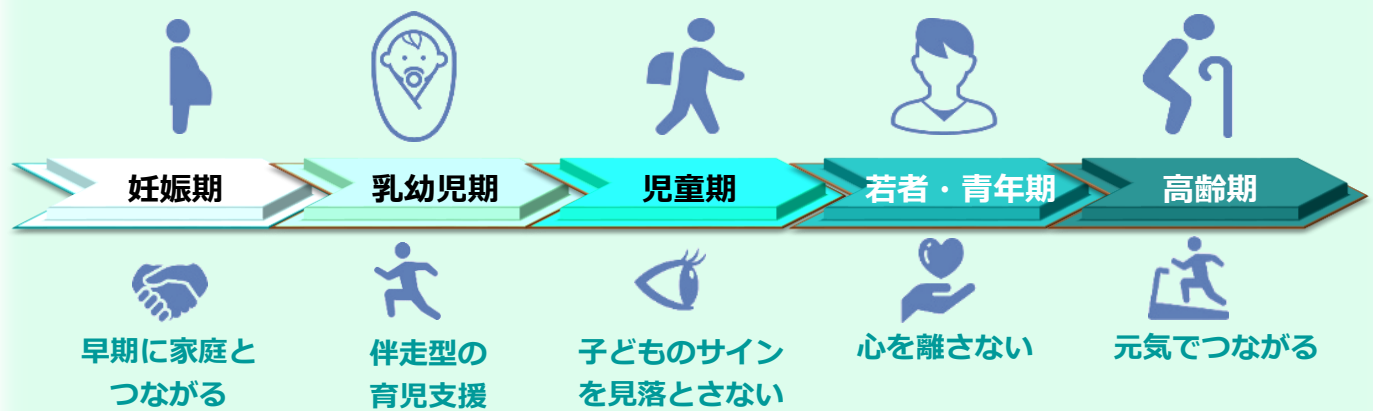 妊娠期
乳幼児期
児童期
若者・青年期
高齢期
早期に家庭と
つながる
伴走型の
育児支援
子どものサイン
を見落とさない
心を離さない
元気でつながる